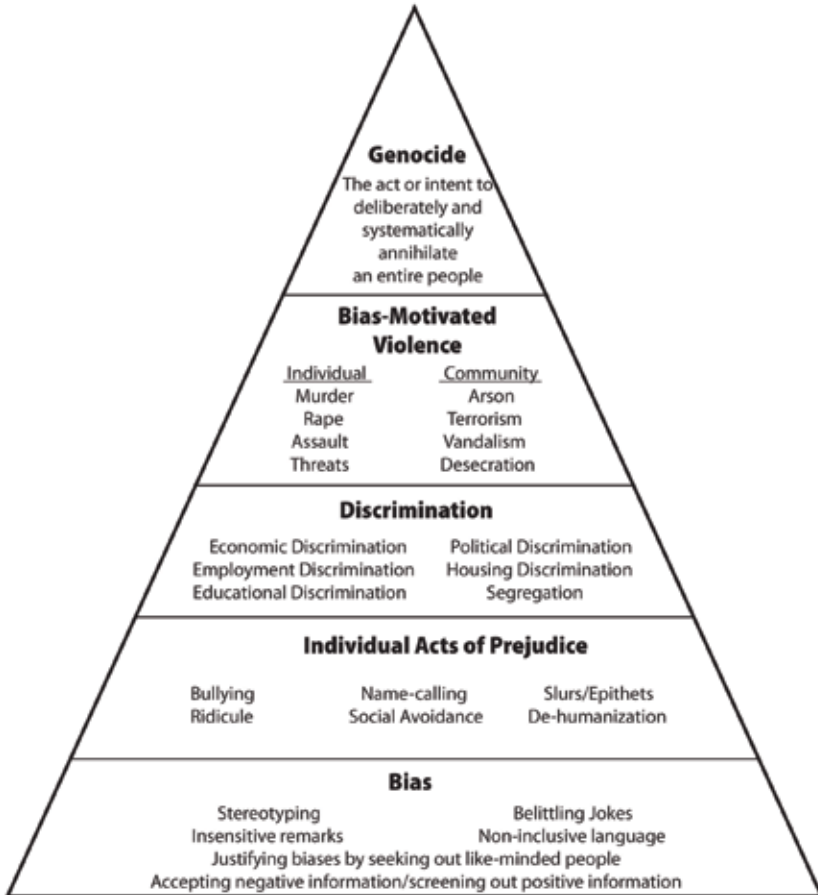 Genocide
The act or intent to
deliberately and
systematically
annihilate
an entire people
Bias-Motivated
Violence
Individual Community
Murder Arson
Rape Terrorism
Assault Vandalism
Threats Desecration
Discrimination
Economic Discrimination Political Discrimination
Employment Discrimination Housing Discrimination
Educational Discrimination Segregation
Individual Acts of Prejudice
Bullying Name-calling Slurs/Epithets
Ridicule Social Avoidance De-humanization
Bias
Stereotyping Belittling Jokes
Insensitive remarks Non-inclusive language
Justifying biases by seeking out like-minded people
Accepting negative information/screening out positive information